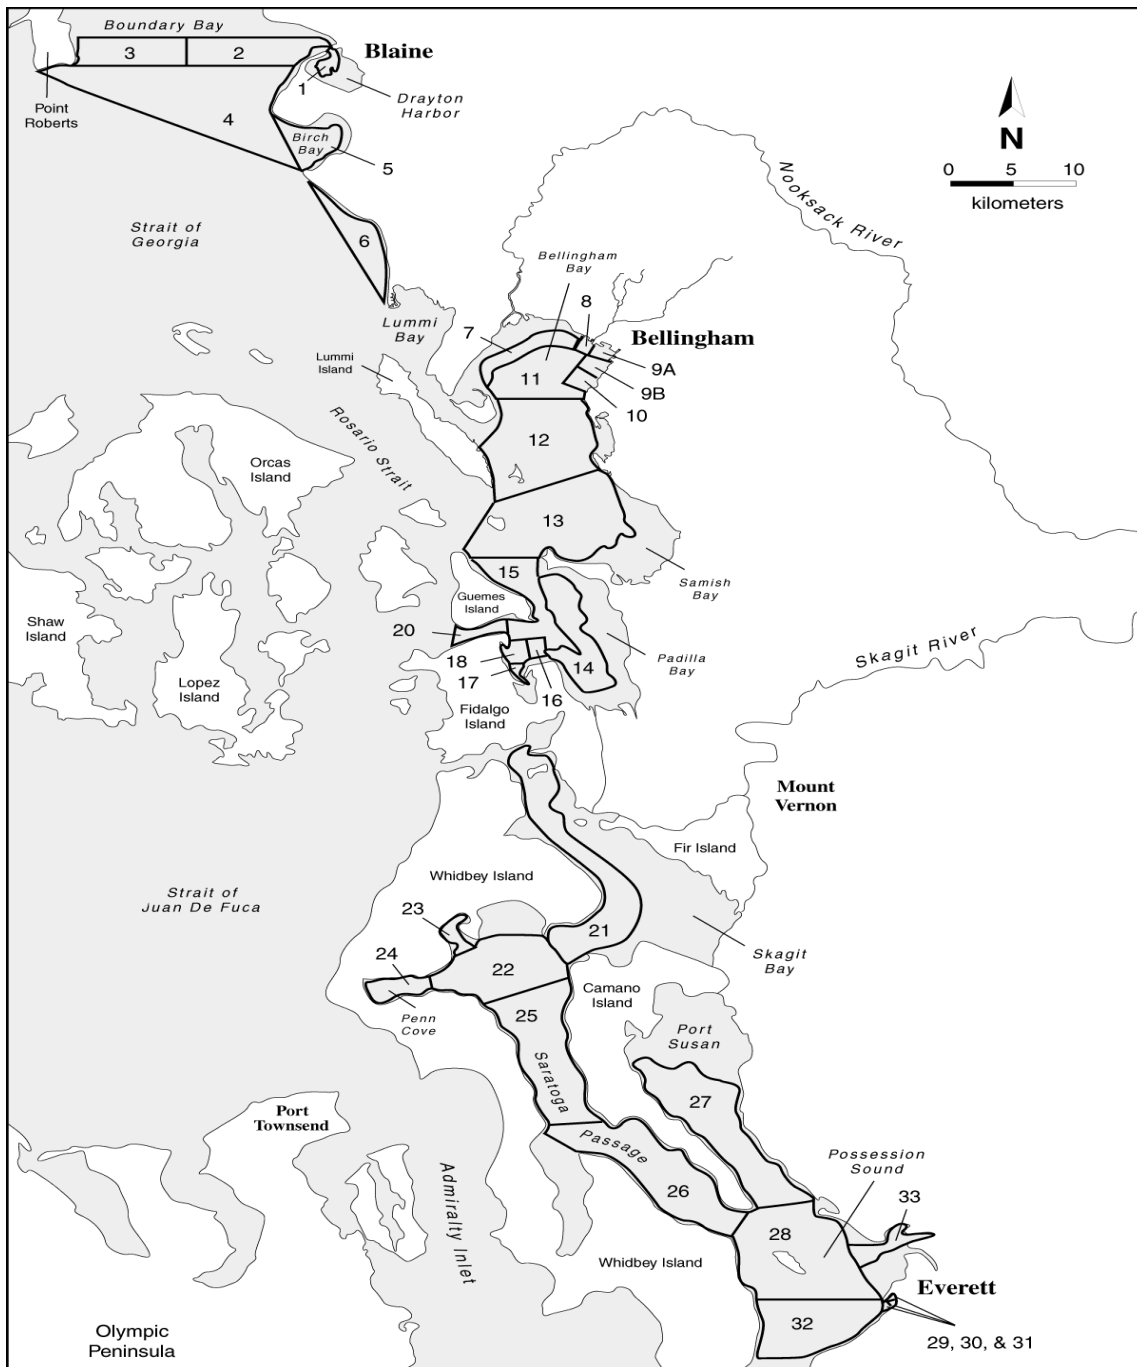 Boundary Bay
3
2
Blaine
1
Point
Roberts
Drayton
Harbor
4
Birch
Bay
5
N
0 5 10
kilometers
Nooksack River
Strait of
Georgia
6
Bellingham
Bay
8
Lummi
Bay
7
Bellingham
Lummi
Island
9A
11
9B
10
Rosario Strait
12
Orcas
Island
13
15
Samish
Bay
Guemes
Island
Shaw
Island
20
Skagit River
18
14
Padilla
Bay
17
16
Lopez
Island
Fidalgo
Island
Mount
Vernon
Fir Island
Whidbey Island
Strait of
Juan De Fuca
23
21
24
22
Skagit
Bay
Camano
Island
Penn
Cove
25
Port
Susan
Saratoga
27
Port
Townsend
Passage
Possession
Sound
Admiralty Inlet
26
33
28
Whidbey Island
Everett
32
Olympic
Peninsula
29, 30, & 31